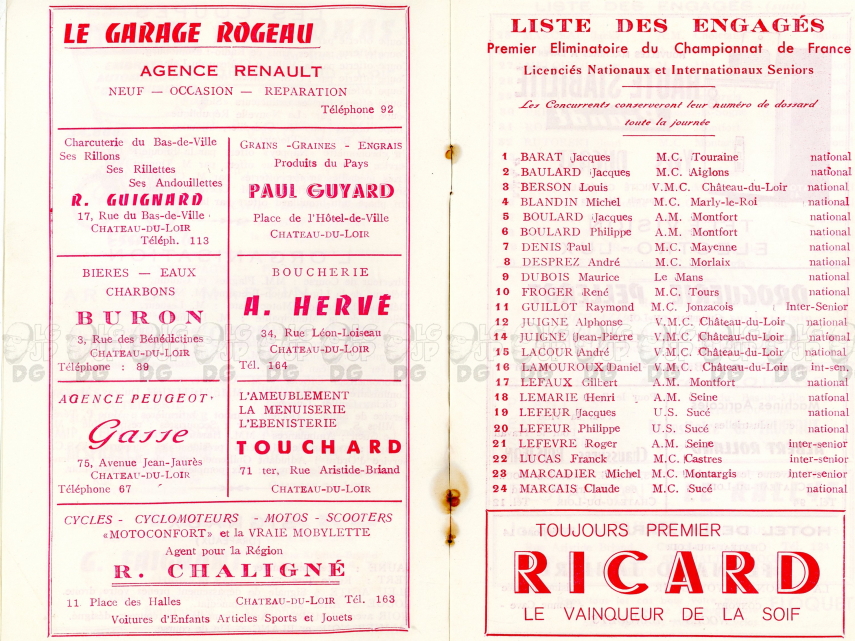 LE GARAGE ROGEAU
AGENCE RENAULT
NEUF — OCCASION — REPARATION
Téléphone 92
Charcuterie du Bas-de-Ville
Ses Rillons
Ses Rillettes
Ses Andouillettes
R. GUIGNARD
17, Rue du Bas-de-Ville
CHATEAU-DU-LOIR
Téléph. 113
GRAINS - GRAINES - ENGRAIS
Produits du Pays
PAUL GUYARD
Place de l'Hôtel-de-Ville
CHATEAU-DU-LOIR
BIERES — EAUX
CHARBONS
BURON
3, Rue des Bénédictines
CHATEAU-DU-LOIR
Téléphone : 89
BOUCHERIE
A. HERVÉ
34, Rue Léon-Loiseau
CHATEAU-DU-LOIR
Tél. 164
AGENCE PEUGEOT
Gasse
75, Avenue Jean-Jaurès
CHATEAU-DU-LOIR
Téléphone 67
L'AMEUBLEMENT
LA MENUISERIE
L'EBENISTERIE
TOUCHARD
71 ter, Rue Aristide-Briand
CHATEAU-DU-LOIR
CYCLES - CYCLOMOTEURS - MOTOS - SCOOTERS
«MOTOCONFORT» et la VRAIE MOBYLETTE
Agent pour la Région
R. CHALIGNÉ
11 Place des Halles CHATEAU-DU-LOIR Tél. 163
Voitures d'Enfants Articles Sports et Jouets
LISTE DES ENGAGÉS
Premier Eliminatoire du Championnat de France
Licenciés Nationaux et Internationaux Seniors
Les Concurrents conserveront leur numéro de dossard
toute la journée
1 BARAT Jacques M.C. Touraine national
2 BAULARD Jacques M.C. Aiglons national
3 BERSON Louis V.M.C. Château-du-Loir national
4 BLANDIN Michel M.C. Marly-le-Roi national
5 BOULARD Jacques A.M. Montfort national
6 BOULARD Philippe A.M. Montfort national
7 DENIS Paul M.C. Mayenne national
8 DESPREZ André M.C. Morlaix national
9 DUBOIS Maurice Le Mans national
10 FROGER René M.C. Tours national
11 GUILLOT Raymond M.C. Jonzacois Inter-Senior
12 JUIGNE Alphonse V.M.C. Château-du-Loir national
14 JUIGNE Jean-Pierre V.M.C. Château-du-Loir national
15 LACOUR André V.M.C. Château-du-Loir national
16 LAMOUROUX Daniel V.M.C. Château-du-Loir int-sen.
17 LEFAUX Gilbert A.M. Montfort national
18 LEMARIE Henri A.M. Seine national
19 LEFEUR Jacques U.S. Sucé national
20 LEFEUR Philippe U.S. Sucé national
21 LEFEVRE Roger A.M. Seine inter-senior
22 LUCAS Franck M.C. Castres inter-senior
23 MARCADIER Michel M.C. Montargis inter-senior
24 MARCAIS Claude M.C. Sucé national
TOUJOURS PREMIER
RICARD
LE VAINQUEUR DE LA SOIF